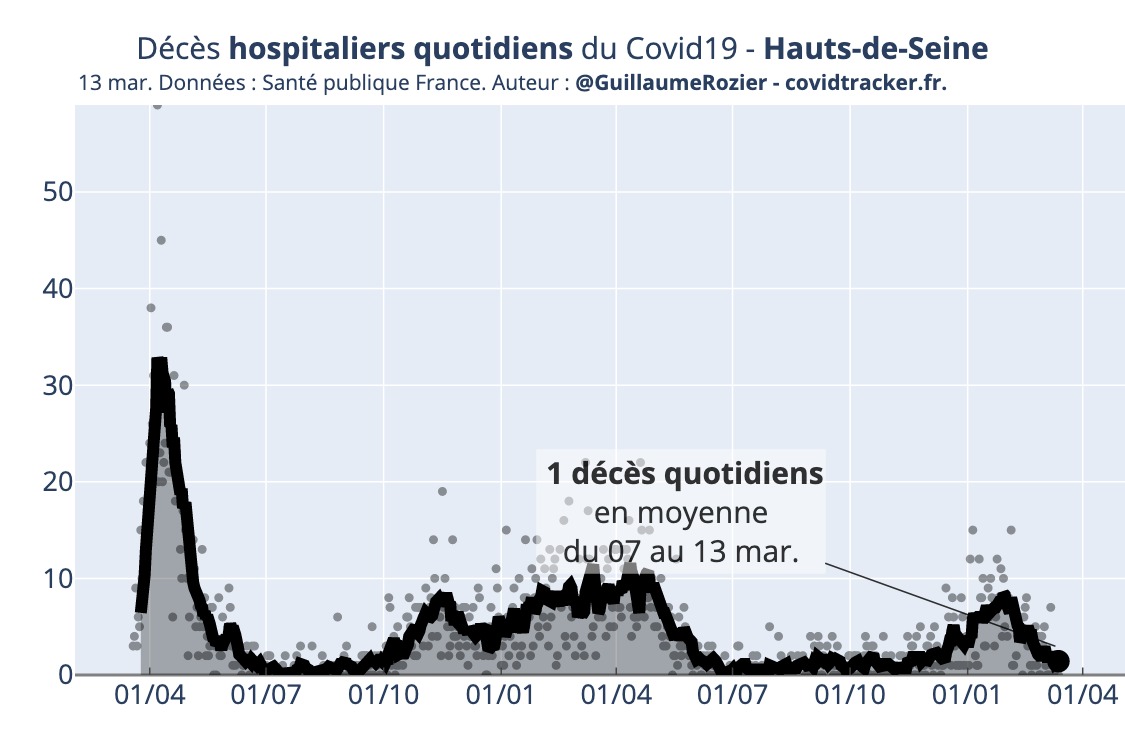 Décès hospitaliers quotidiens du Covid19 - Hauts-de-Seine
13 mar. Données : Santé publique France. Auteur : @GuillaumeRozier - covidtracker.fr.
50
40
30
20
10
0
1 décès quotidiens
en moyenne
du 07 au 13 mar.
01/04 01/07 01/10 01/01 01/04 01/07 01/10 01/01 01/04